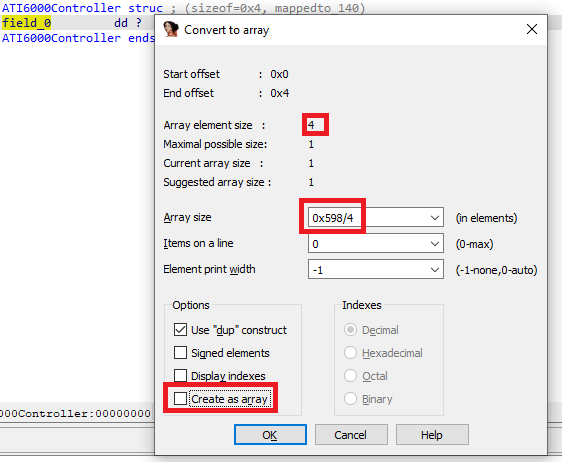 ATI6000Controller struc ; (sizeof=0x4, mappedto_140)
field_0 dd ?
ATI6000Controller ends
Convert to array
Start offset : 0x0
End offset : 0x4
Array element size : 4
Maximal possible size: 1
Current array size : 1
Suggested array size : 1
Array size 0x598/4 (in elements)
Items on a line 0 (0-max)
Element print width -1 (-1-none,0-auto)
Options Indexes
Use "dup" construct Decimal
Signed elements Hexadecimal
Display indexes Octal
Create as array Binary
000Controller:00000000
OK Cancel Help